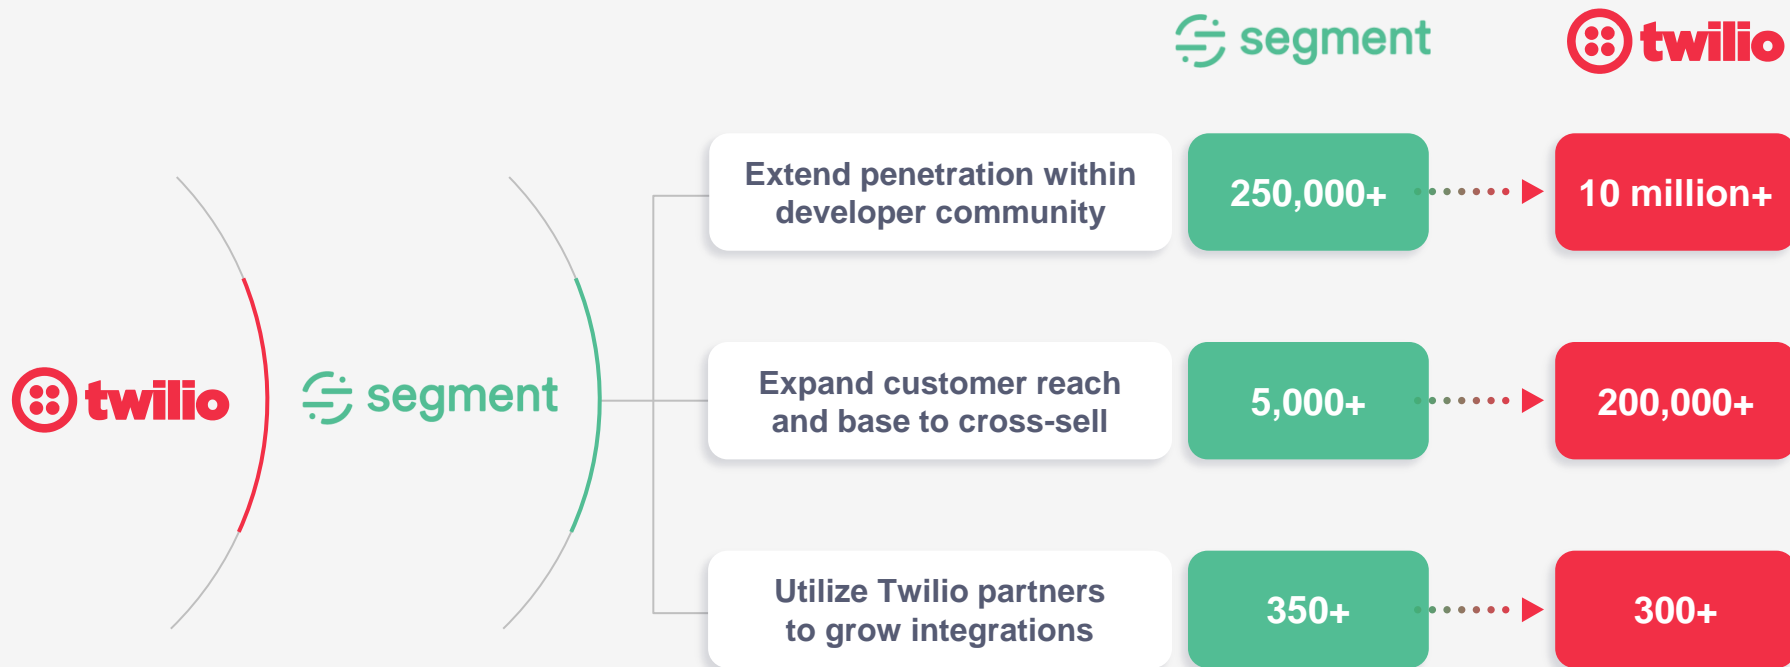 segment
twilio
Extend penetration within
developer community
250,000+
10 million+
twilio
segment
Expand customer reach
and base to cross-sell
5,000+
200,000+
Utilize Twilio partners
to grow integrations
350+
300+